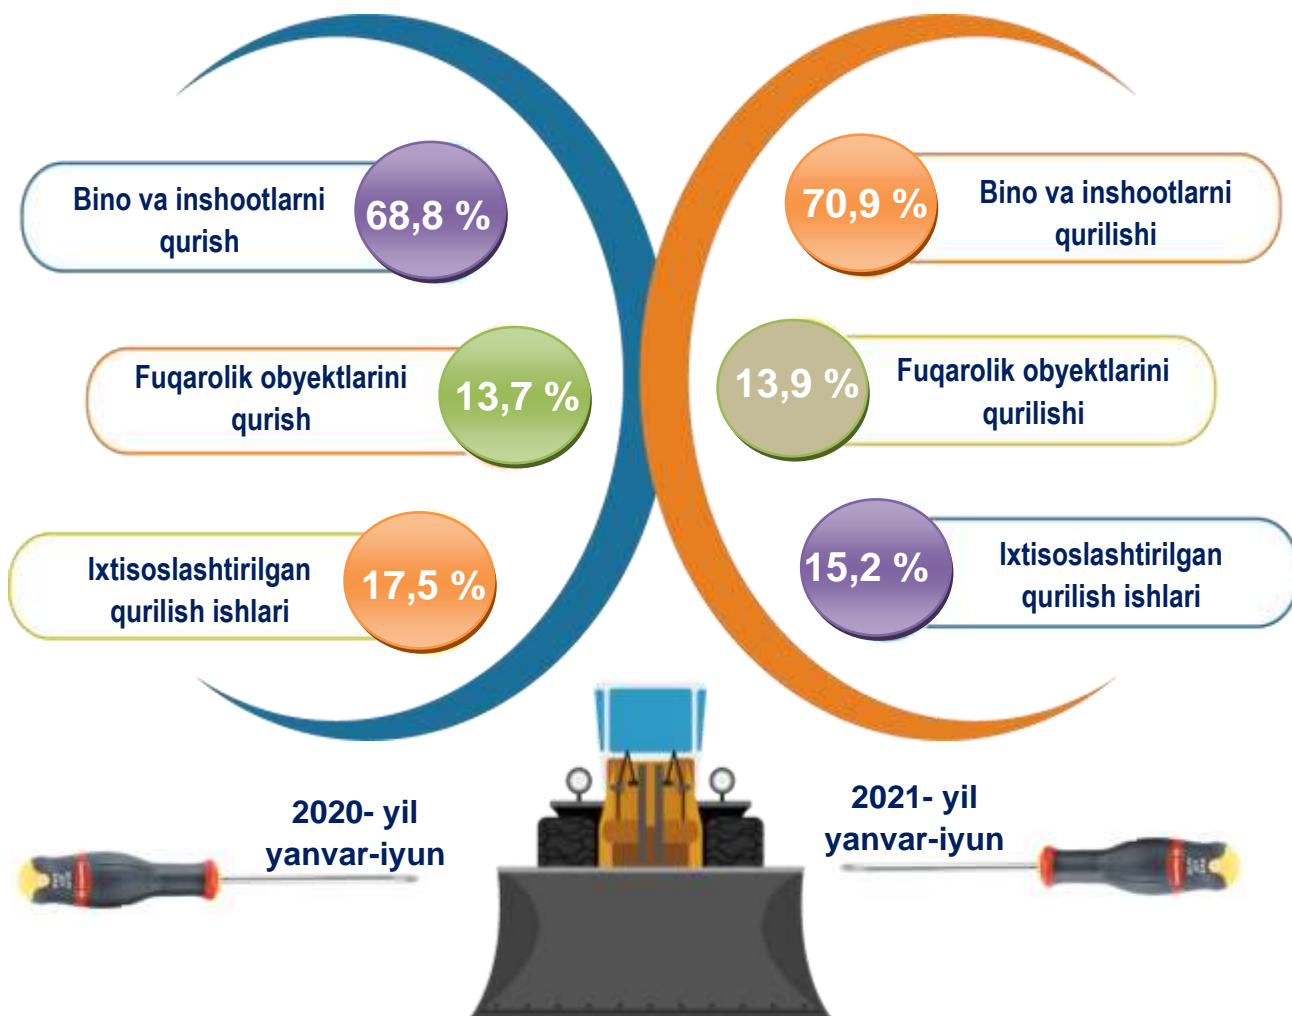 Bino va inshootlarni
qurish
68,8 %
Fuqarolik obyektlarini
qurish
13,7 %
Ixtisoslashtirilgan
qurilish ishlari
17,5 %
2020- yil
yanvar-iyun
70,9 %
Bino va inshootlarni
qurilishi
13,9 %
Fuqarolik obyektlarini
qurilishi
15,2 %
Ixtisoslashtirilgan
qurilish ishlari
2021- yil
yanvar-iyun